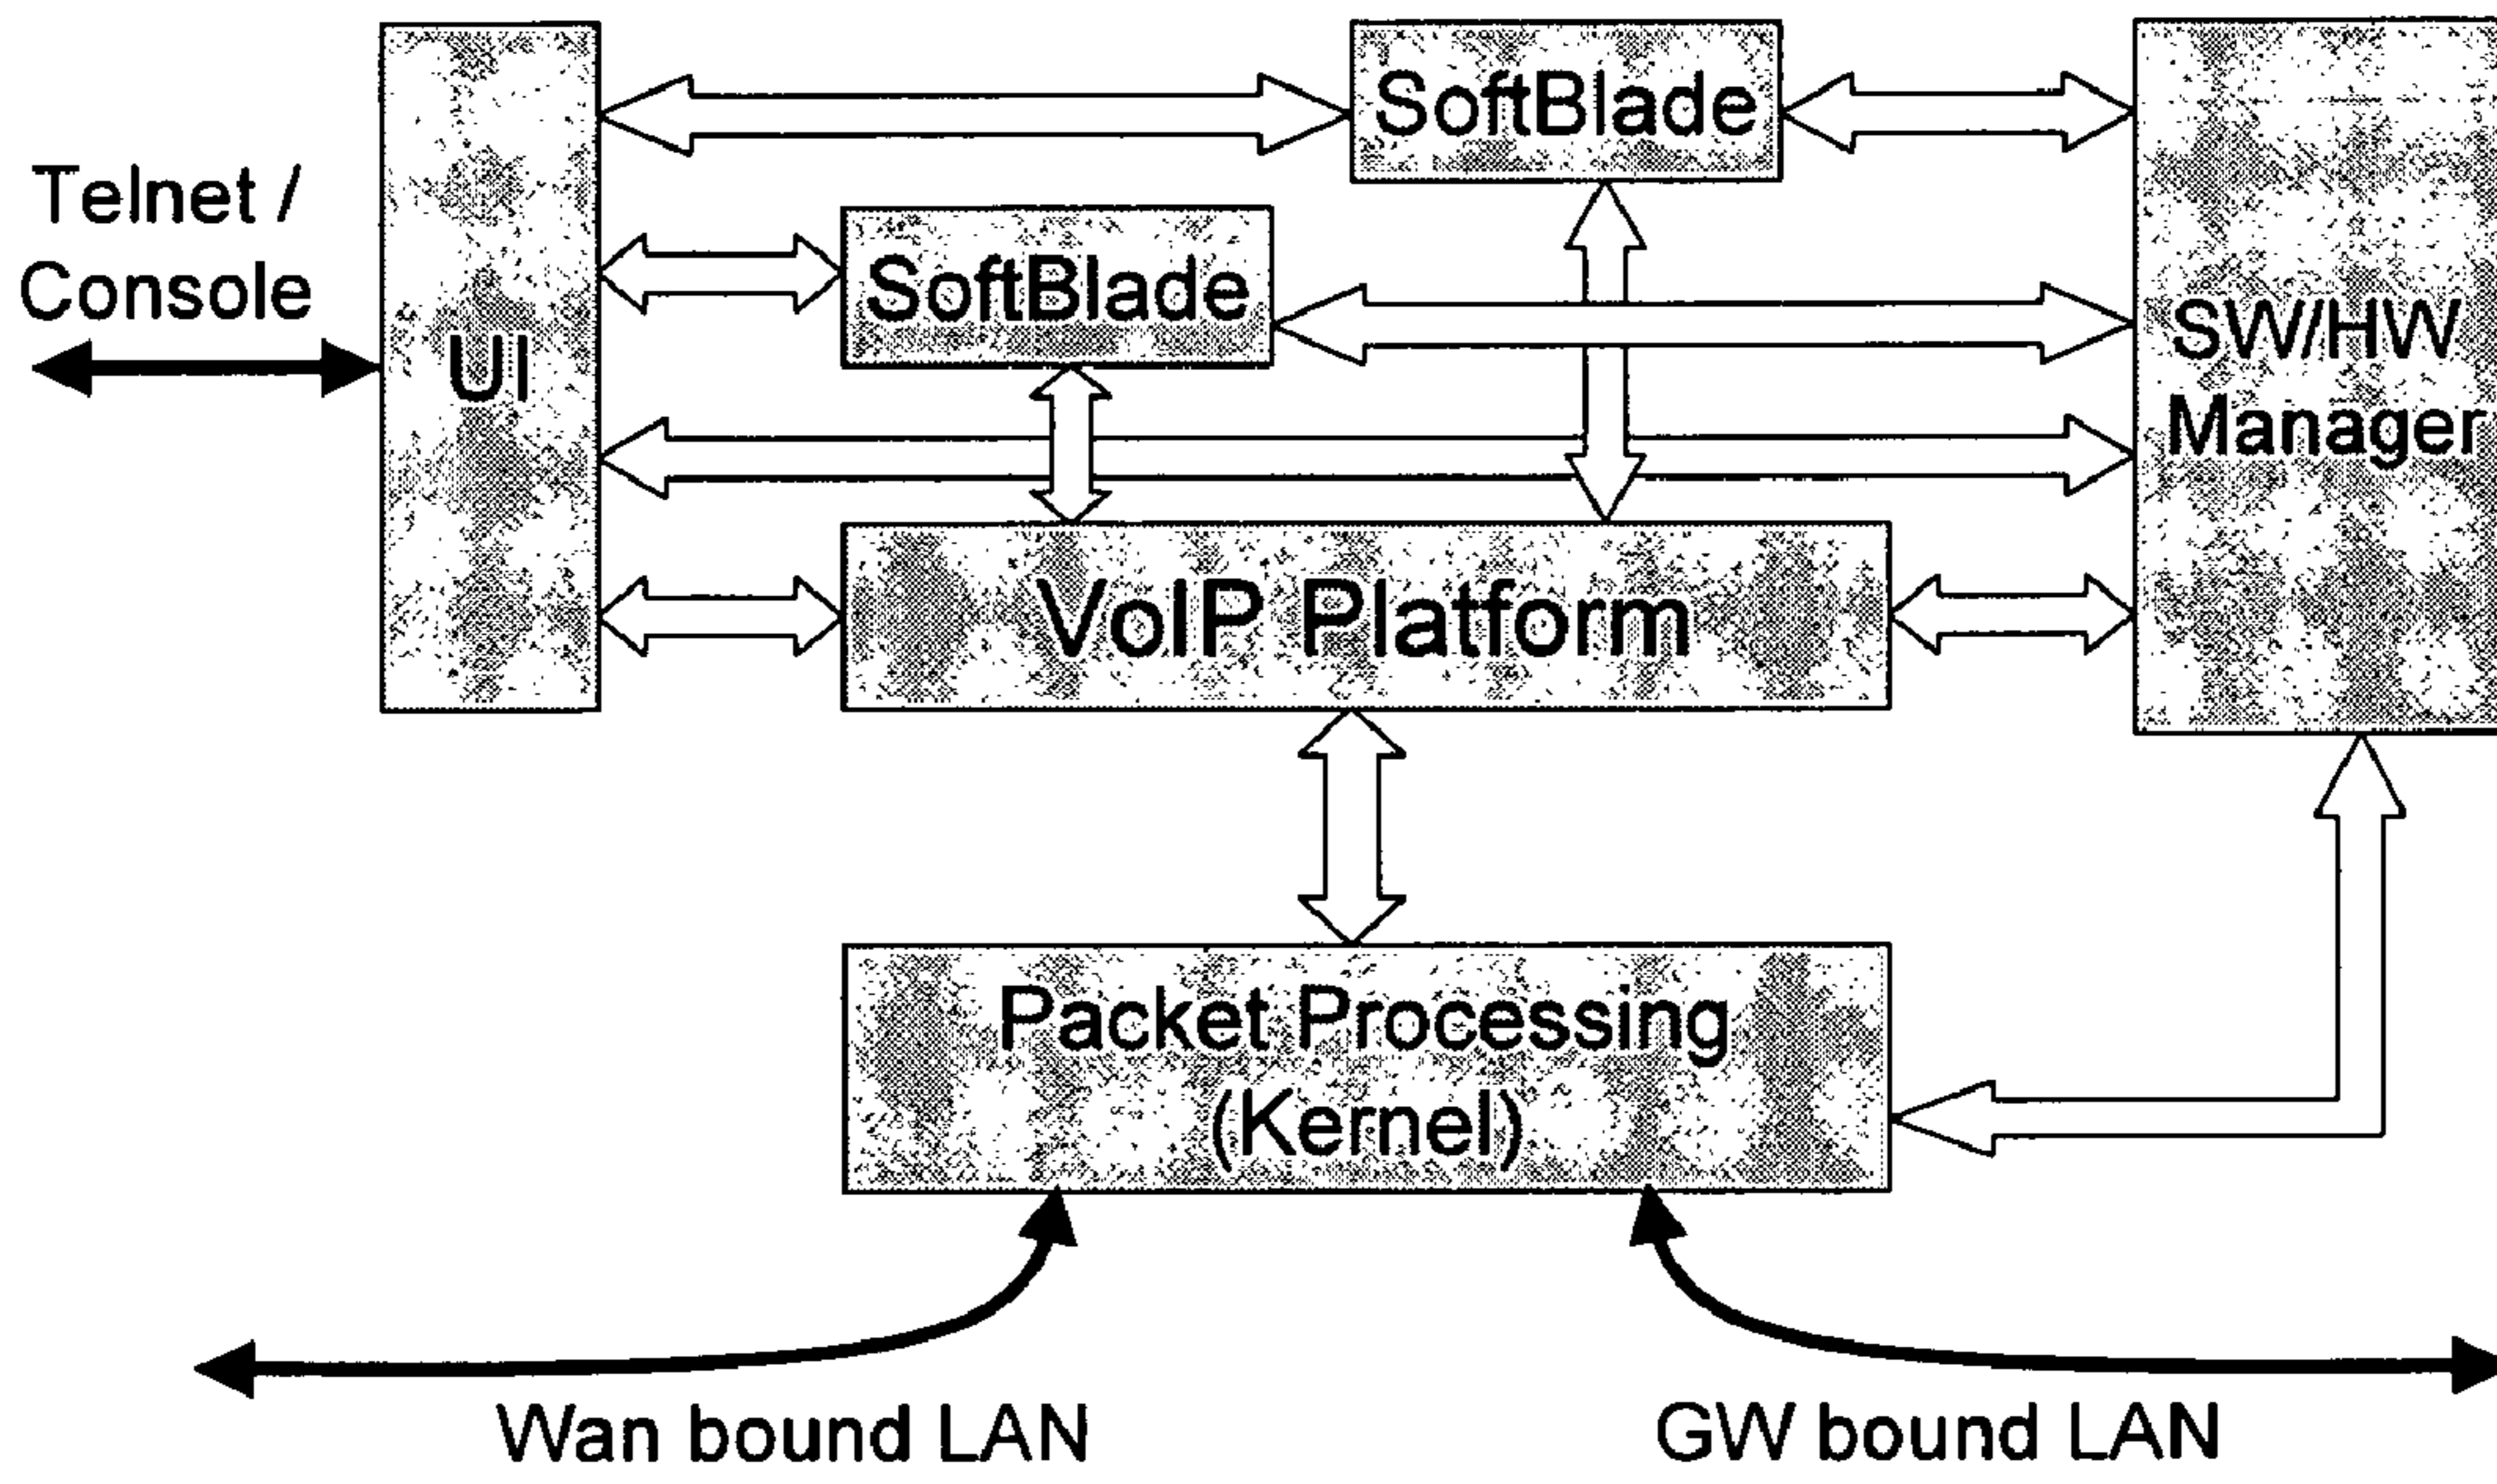 SoftBlade
Telnet /
Console
SoftBlade
UI
SW/HW
Manager
VoIP Platform
Packet Processing
(Kernel)
Wan bound LAN
GW bound LAN